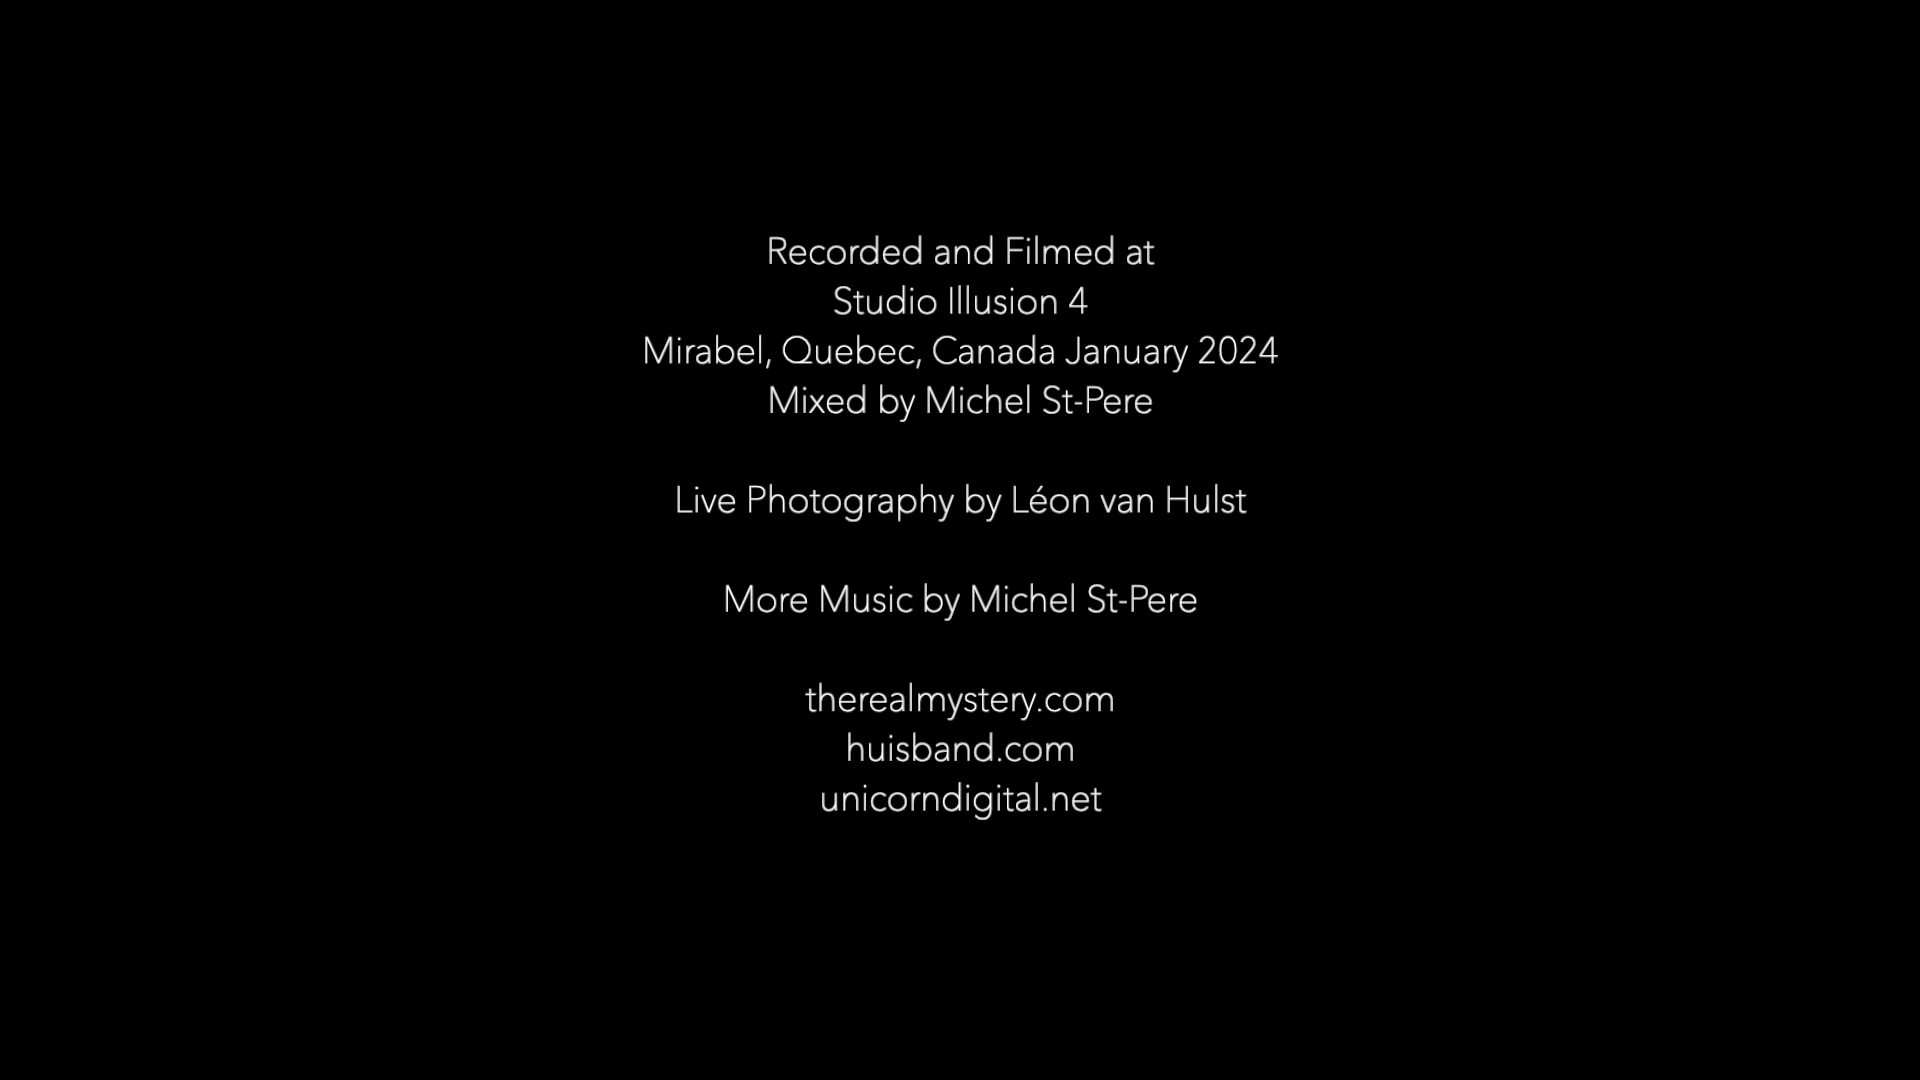 Recorded and Filmed at
Studio Illusion 4
Mirabel, Quebec, Canada January 2024
Mixed by Michel St-Pere
Live Photography by Léon van Hulst
More Music by Michel St-Pere
therealmystery.com
huisband.com
unicorndigital.net